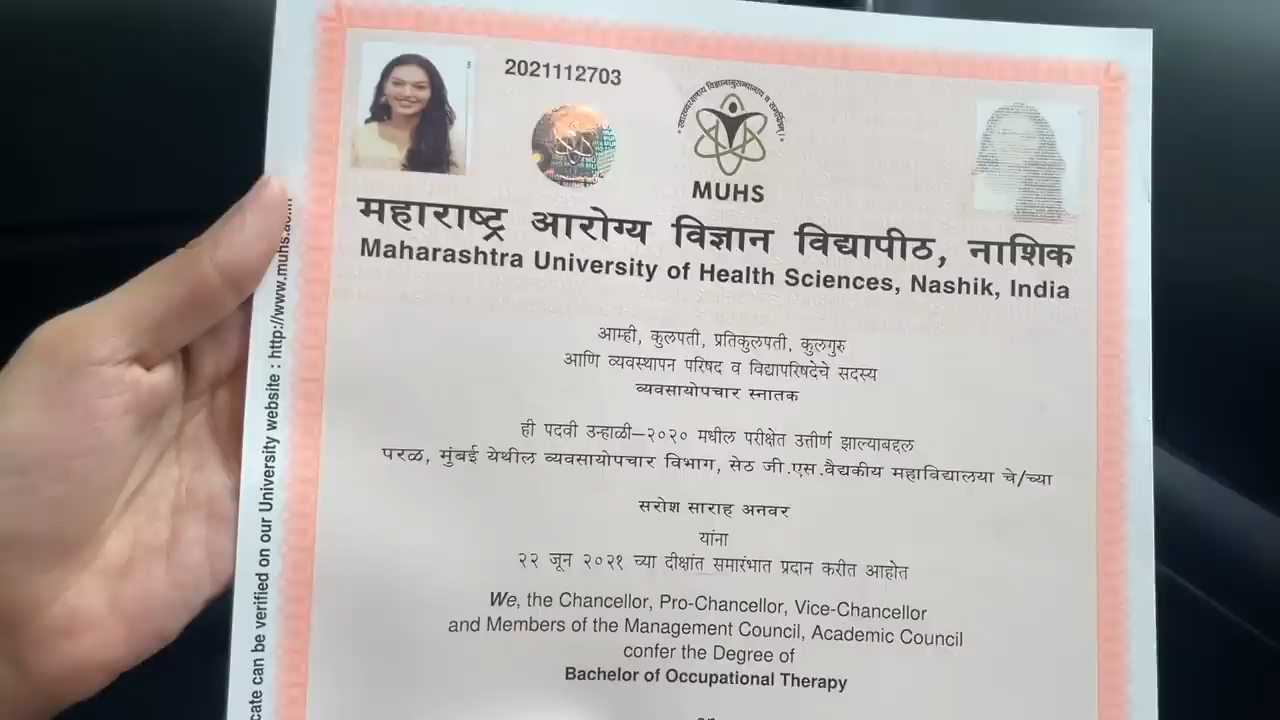 2021112703
MUHS
महाराष्ट्र आरोग्य विज्ञान विद्यापीठ, नाशिक
Maharashtra University of Health Sciences, Nashik, India
आम्ही, कुलपती, प्रतिकुलपती, कुलगुरु
आणि व्यवस्थापन परिषद व विद्यापरिषदेचे सदस्य
व्यवसायोपचार स्नातक
ही पदवी उन्हाळी–२०२० मधील परीक्षेत उत्तीर्ण झाल्याबद्दल
परळ, मुंबई येथील व्यवसायोपचार विभाग, सेठ जी.एस.वैद्यकीय महाविद्यालया चे/च्या
सरोश साराह अनवर
यांना
२२ जून २०२१ च्या दीक्षांत समारंभात प्रदान करीत आहोत
We, the Chancellor, Pro-Chancellor, Vice-Chancellor
and Members of the Management Council, Academic Council
confer the Degree of
Bachelor of Occupational Therapy
cate can be verified on our University website : http://www.muhs.ac.in